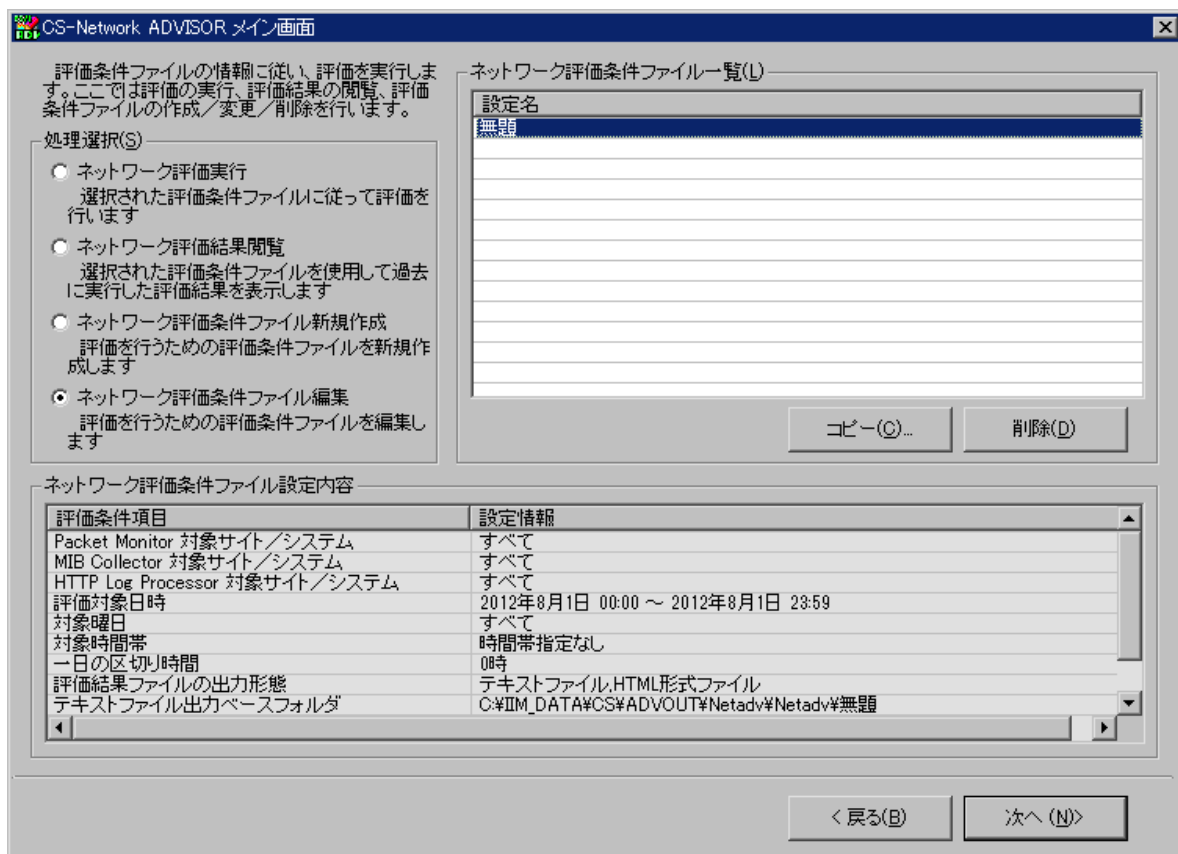 CS-Network ADVISOR メイン画面
評価条件ファイルの情報に従い、評価を実行しま
す。ここでは評価の実行、評価結果の閲覧、評価
条件ファイルの作成／変更／削除を行います。
処理選択(S)
ネットワーク評価実行
選択された評価条件ファイルに従って評価を
行います
ネットワーク評価結果閲覧
選択された評価条件ファイルを使用して過去
に実行した評価結果を表示します
ネットワーク評価条件ファイル新規作成
評価を行うための評価条件ファイルを新規作
成します
ネットワーク評価条件ファイル編集
評価を行うための評価条件ファイルを編集し
ます
ネットワーク評価条件ファイル一覧(L)
設定名
無題
コピー(C)...
削除(D)
ネットワーク評価条件ファイル設定内容
評価条件項目 設定情報
Packet Monitor 対象サイト／システム すべて
MIB Collector 対象サイト／システム すべて
HTTP Log Processor 対象サイト／システム すべて
評価対象日時 2012年8月1日 00:00 ～ 2012年8月1日 23:59
対象曜日 すべて
対象時間帯 時間帯指定なし
一日の区切り時間 0時
評価結果ファイルの出力形態 テキストファイル,HTML形式ファイル
テキストファイル出力ベースフォルダ C:¥IIM_DATA¥CS¥ADVOUT¥Netadv¥Netadv¥無題
< 戻る(B)
次へ (N)>